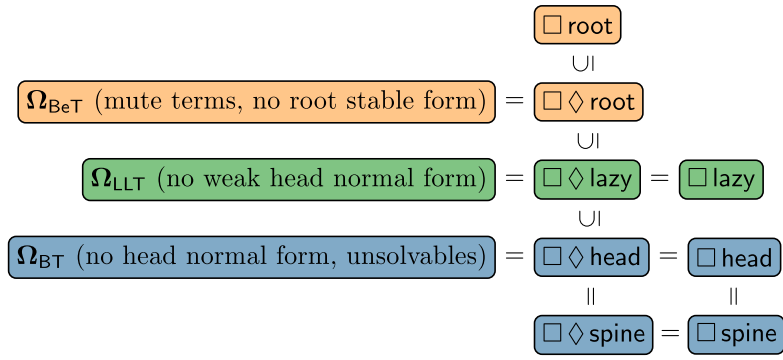 □ root
∪|
Ω_BeT (mute terms, no root stable form) = □ ◊ root
∪|
Ω_LLT (no weak head normal form) = □ ◊ lazy = □ lazy
∪|
Ω_BT (no head normal form, unsolvables) = □ ◊ head = □ head
|| ||
□ ◊ spine = □ spine